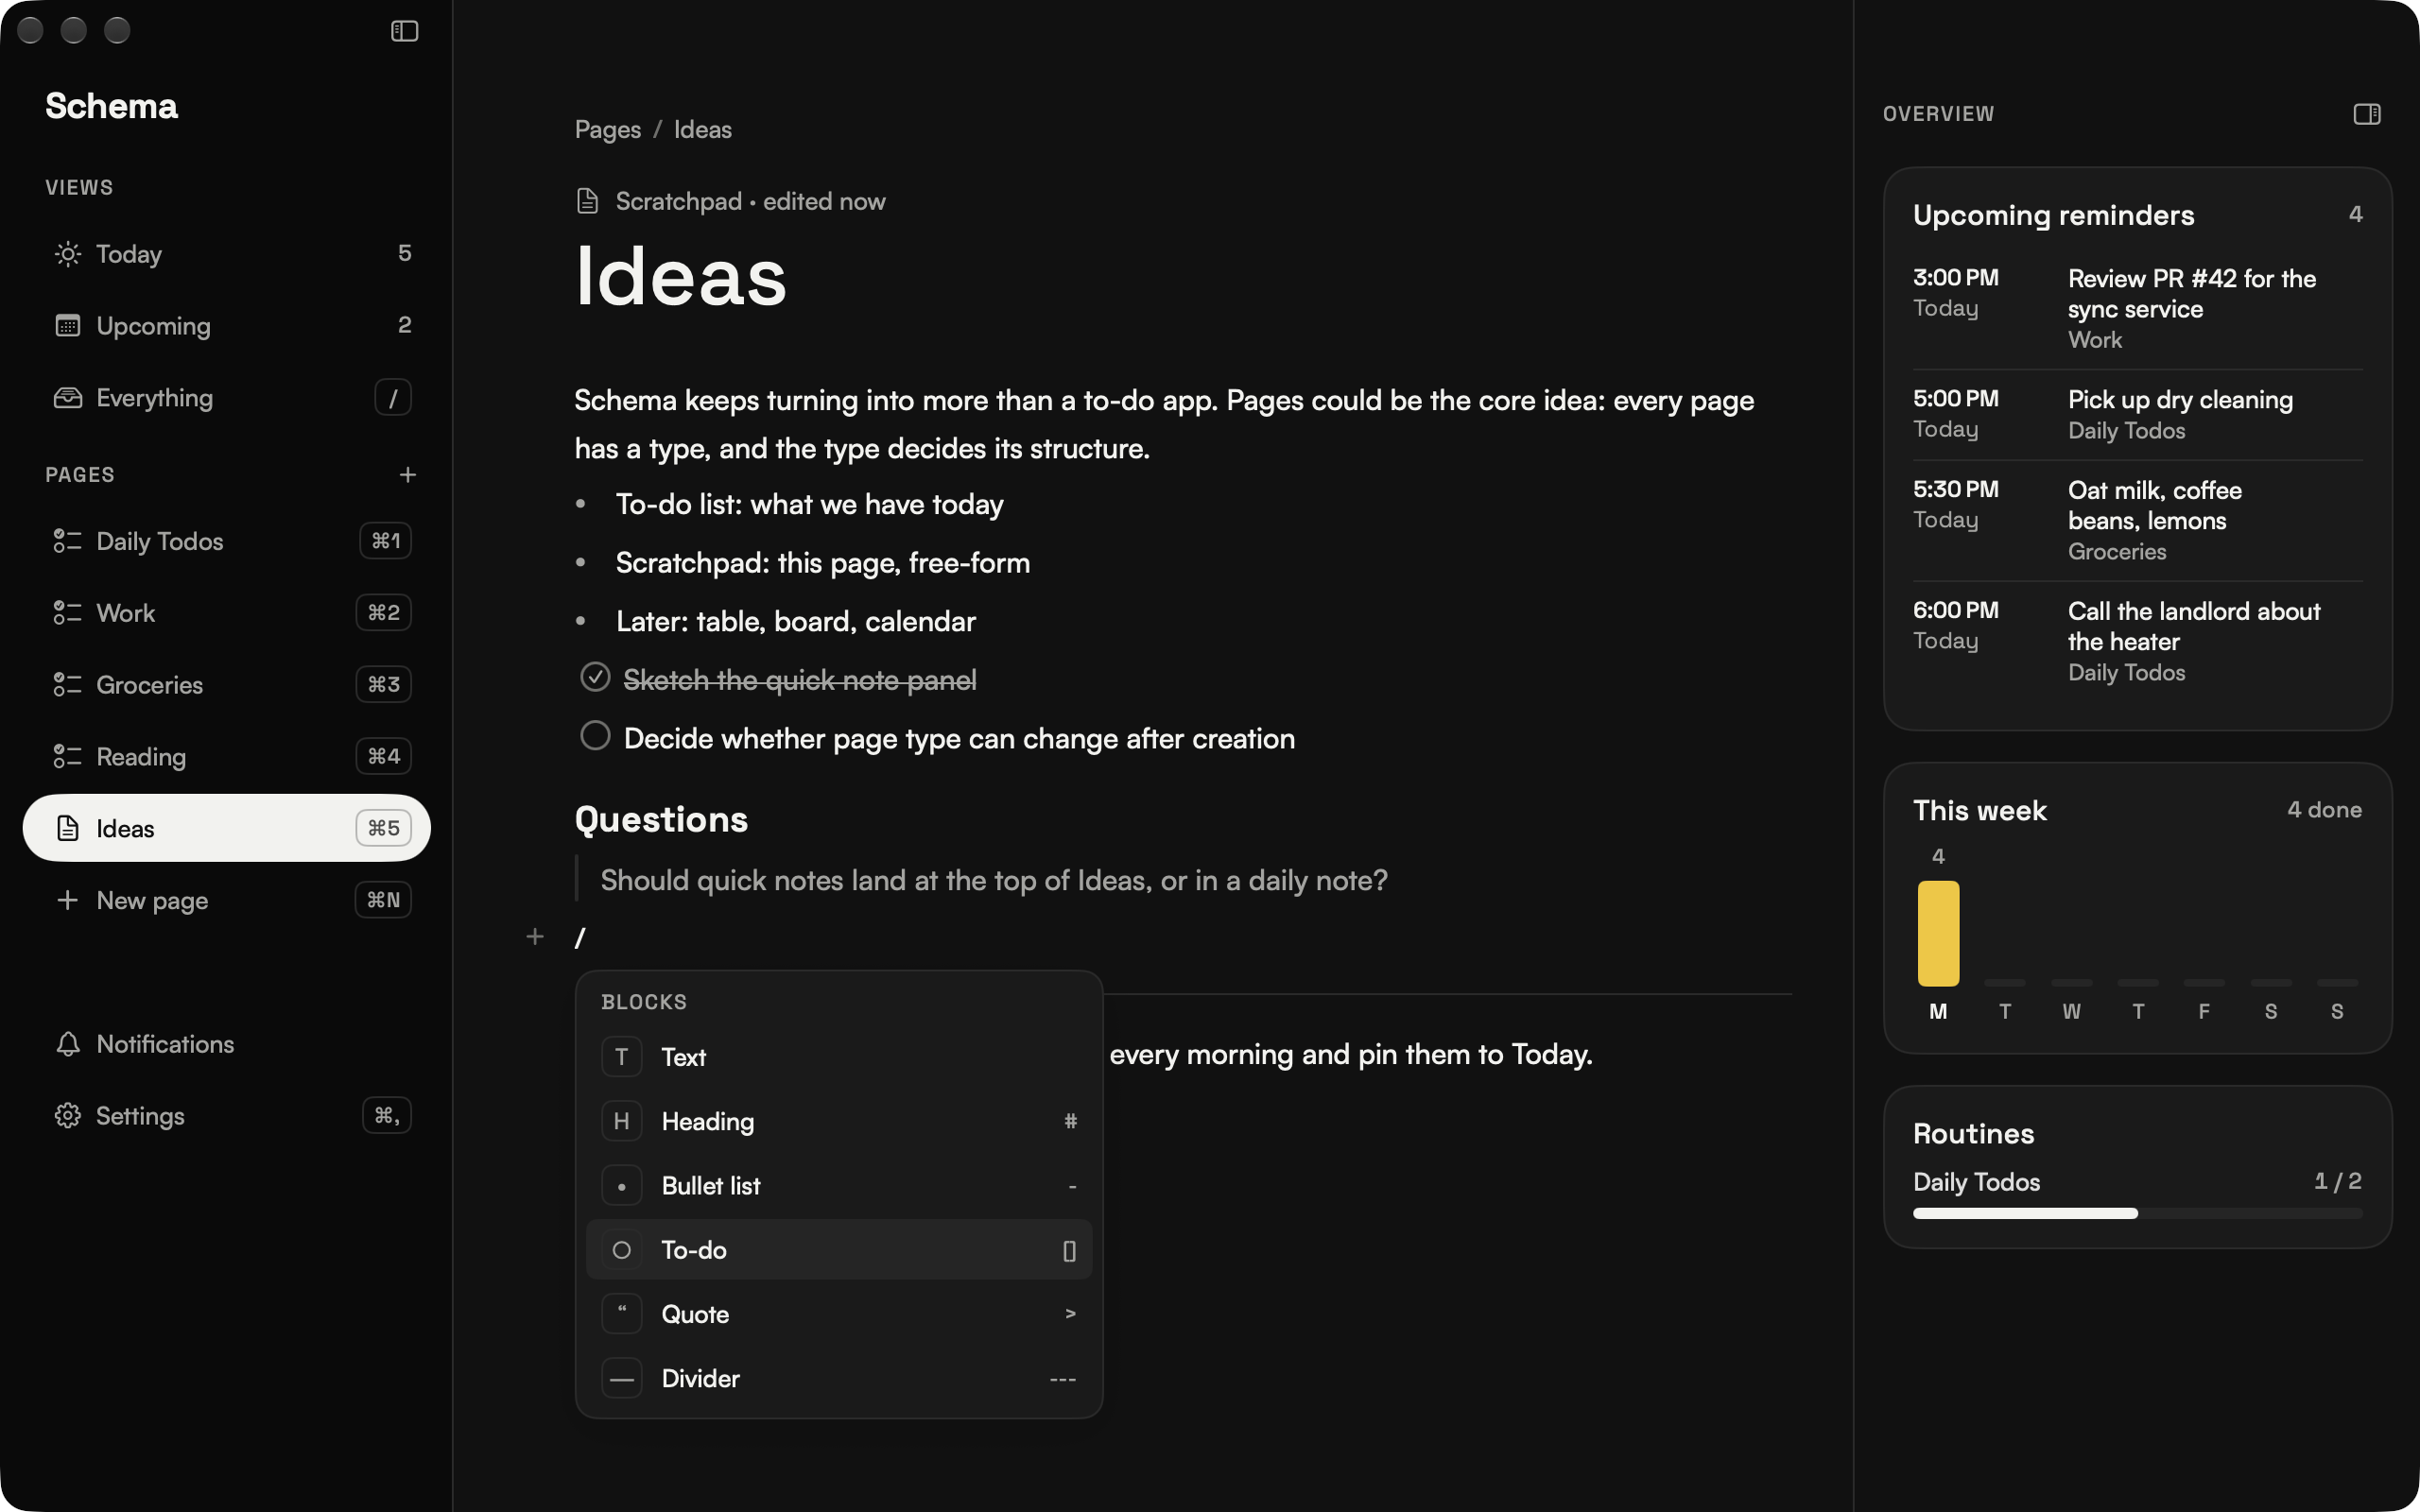 Schema
VIEWS
Today 5
Upcoming 2
Everything /
PAGES +
Daily Todos ⌘1
Work ⌘2
Groceries ⌘3
Reading ⌘4
Ideas ⌘5
+ New page ⌘N
Notifications
Settings ⌘,
Pages / Ideas
Scratchpad • edited now
Ideas
Schema keeps turning into more than a to-do app. Pages could be the core idea: every page
has a type, and the type decides its structure.
• To-do list: what we have today
• Scratchpad: this page, free-form
• Later: table, board, calendar
Sketch the quick note panel
Decide whether page type can change after creation
Questions
Should quick notes land at the top of Ideas, or in a daily note?
+ /
BLOCKS
T Text
H Heading #
• Bullet list -
To-do []
“ Quote >
— Divider ---
every morning and pin them to Today.
OVERVIEW
Upcoming reminders 4
3:00 PM Review PR #42 for the
Today sync service
Work
5:00 PM Pick up dry cleaning
Today Daily Todos
5:30 PM Oat milk, coffee
Today beans, lemons
Groceries
6:00 PM Call the landlord about
Today the heater
Daily Todos
This week 4 done
4
M T W T F S S
Routines
Daily Todos 1 / 2